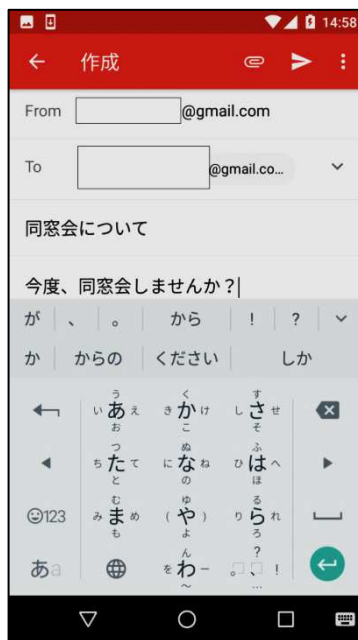 14:58
作成
From @gmail.com
To @gmail.co...
同窓会について
今度、同窓会しませんか？
が 、 。 から ! ? 
か からの ください しか
う く す
いあえ きかけ しさせ
お こ そ
つ ぬ ふ
ちたて になね ひはへ
と の ほ
む ゆ る
123 みまめ (や) りられ
も よ ろ
ん ?
あa をわー 。、!
～ …